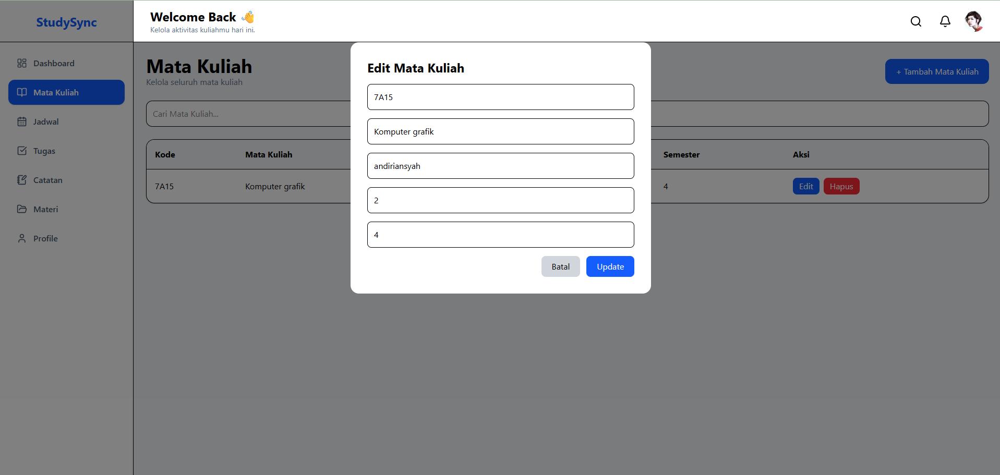 StudySync
Welcome Back 👋
Kelola aktivitas kuliahmu hari ini.
Dashboard
Mata Kuliah
Jadwal
Tugas
Catatan
Materi
Profile
Mata Kuliah
Kelola seluruh mata kuliah
+ Tambah Mata Kuliah
Cari Mata Kuliah...
Kode Mata Kuliah Semester Aksi
7A15 Komputer grafik 4 Edit Hapus
Edit Mata Kuliah
7A15
Komputer grafik
andiriansyah
2
4
Batal Update